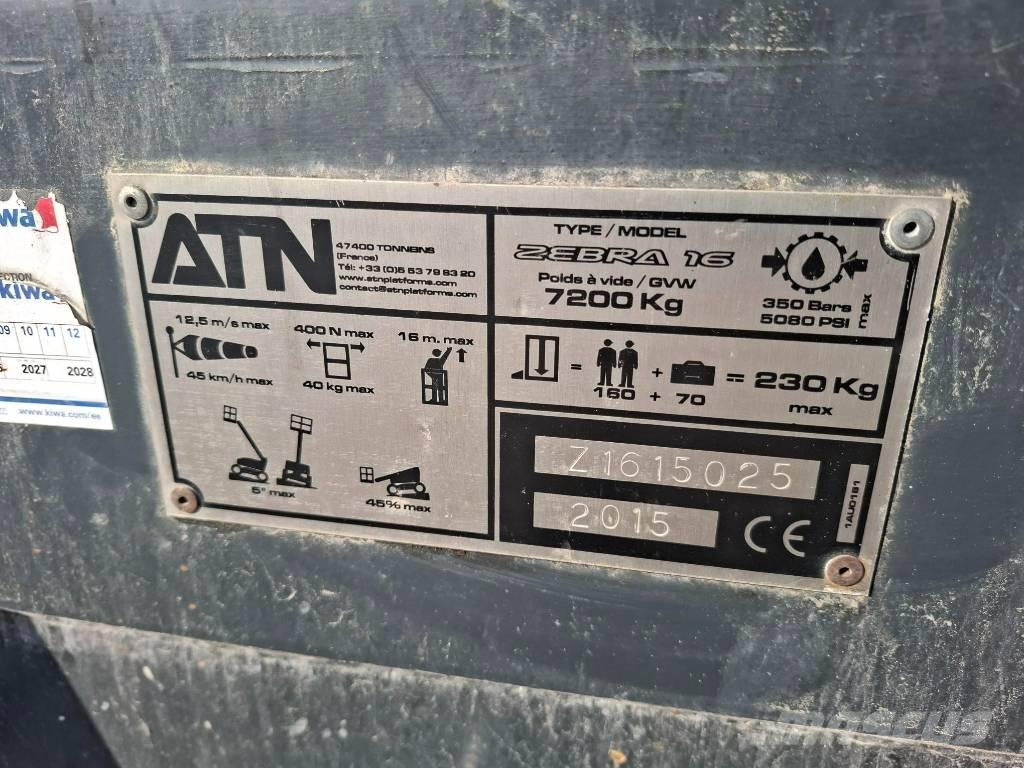 ATN
47400 TONNEINS
(France)
Tél: +33 (0)5 53 79 83 20
www.atnplatforms.com
contact@atnplatforms.com
TYPE / MODEL
ZEBRA 16
Poids à vide / GVW
7200 Kg
350 Bars
5080 PSI
max
12,5 m/s max
45 km/h max
400 N max
40 kg max
16 m. max
5° max
45% max
= + = 230 Kg
160 + 70
max
Z1615025
2015
CE
1AU0181
kiwa
09 10 11 12
2027 2028
www.kiwa.com/ee
Mascus